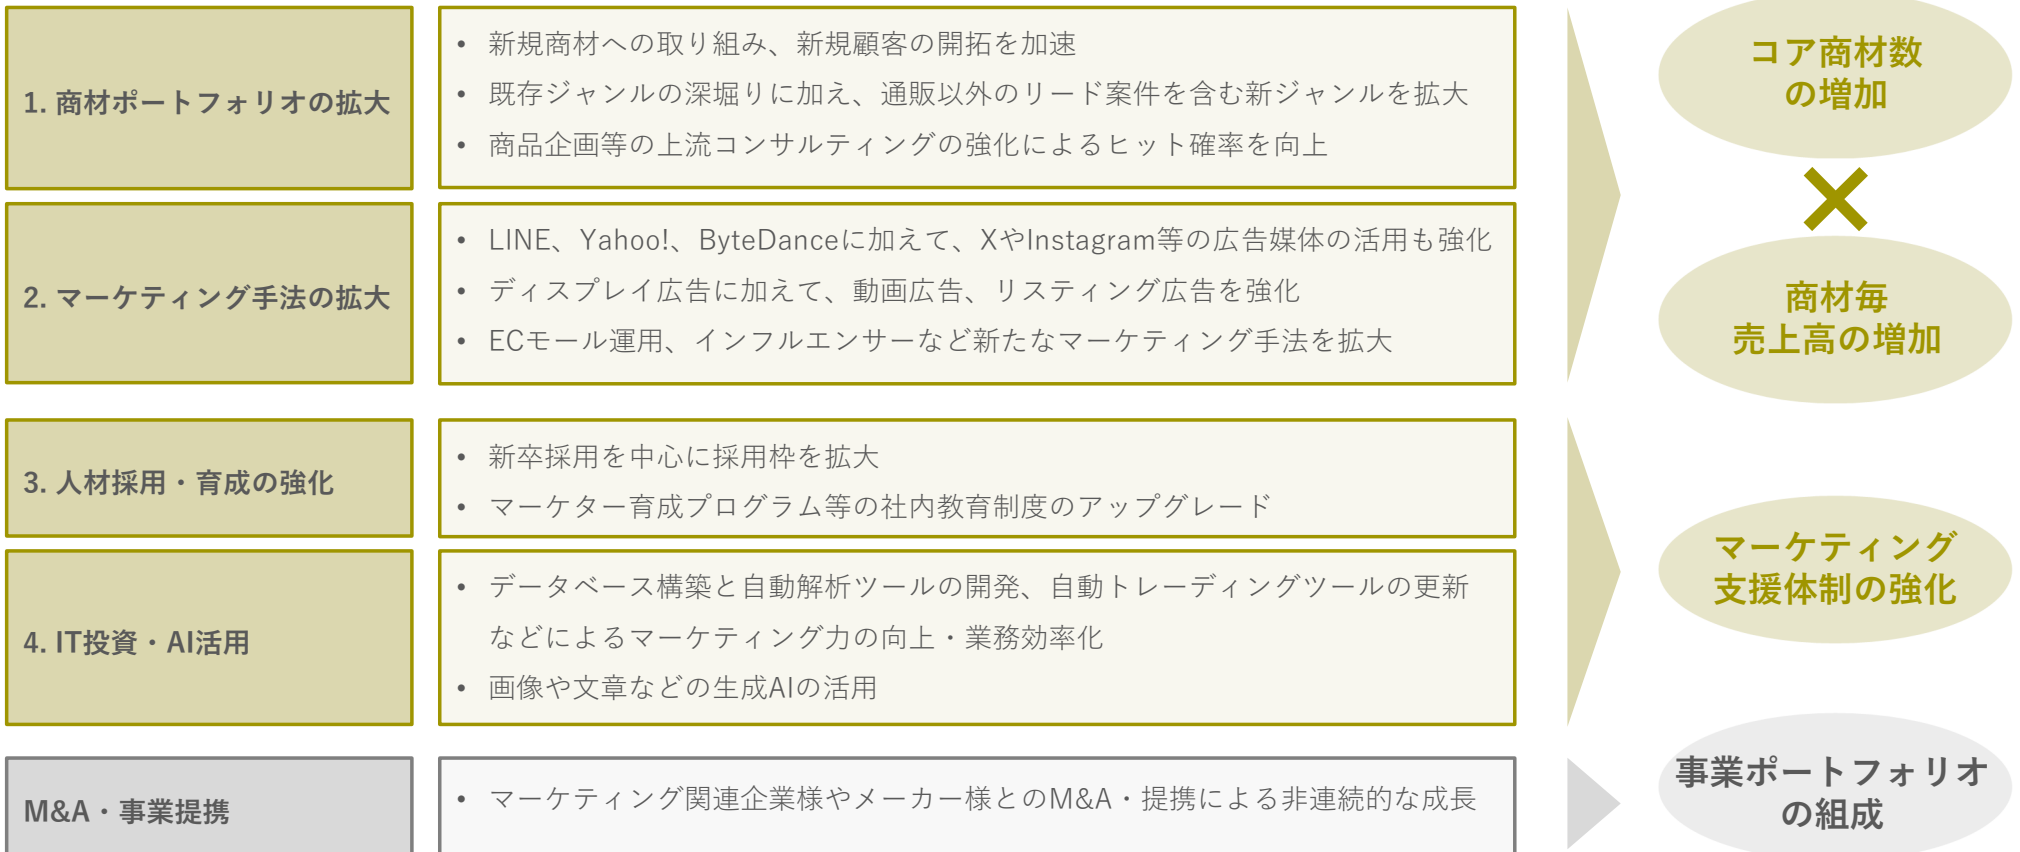 1. 商材ポートフォリオの拡大
• 新規商材への取り組み、新規顧客の開拓を加速
• 既存ジャンルの深堀りに加え、通販以外のリード案件を含む新ジャンルを拡大
• 商品企画等の上流コンサルティングの強化によるヒット確率を向上
2. マーケティング手法の拡大
• LINE、Yahoo!、ByteDanceに加えて、XやInstagram等の広告媒体の活用も強化
• ディスプレイ広告に加えて、動画広告、リスティング広告を強化
• ECモール運用、インフルエンサーなど新たなマーケティング手法を拡大
コア商材数
の増加
×
商材毎
売上高の増加
3. 人材採用・育成の強化
• 新卒採用を中心に採用枠を拡大
• マーケター育成プログラム等の社内教育制度のアップグレード
4. IT投資・AI活用
• データベース構築と自動解析ツールの開発、自動トレーディングツールの更新
などによるマーケティング力の向上・業務効率化
• 画像や文章などの生成AIの活用
マーケティング
支援体制の強化
M&A・事業提携
• マーケティング関連企業様やメーカー様とのM&A・提携による非連続的な成長
事業ポートフォリオ
の組成